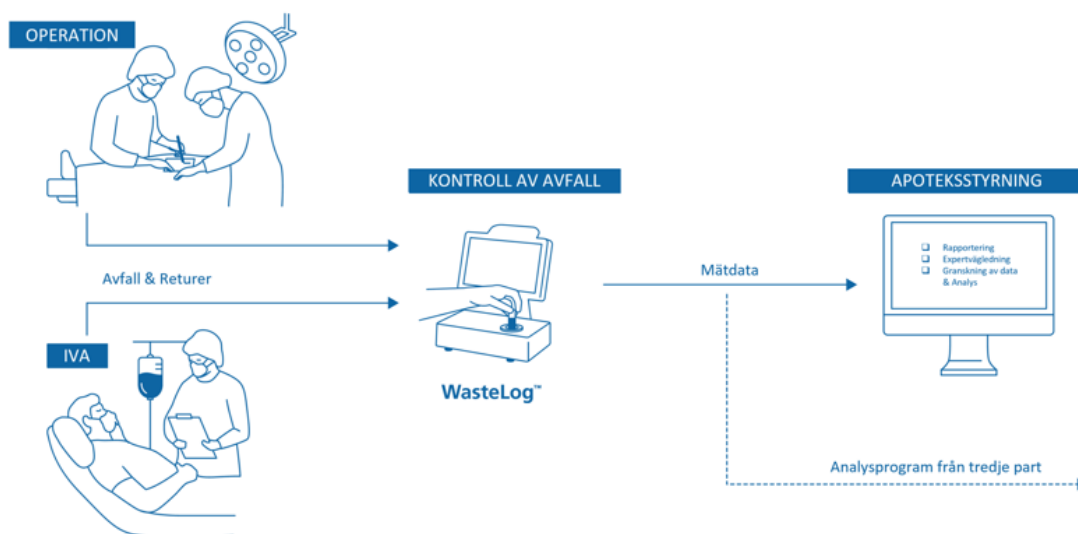 OPERATION
KONTROLL AV AVFALL
APOTEKSSTYRNING
Rapportering
Expertvägledning
Granskning av data
& Analys
Avfall & Returer
Mätdata
IVA
WasteLog™
Analysprogram från tredje part